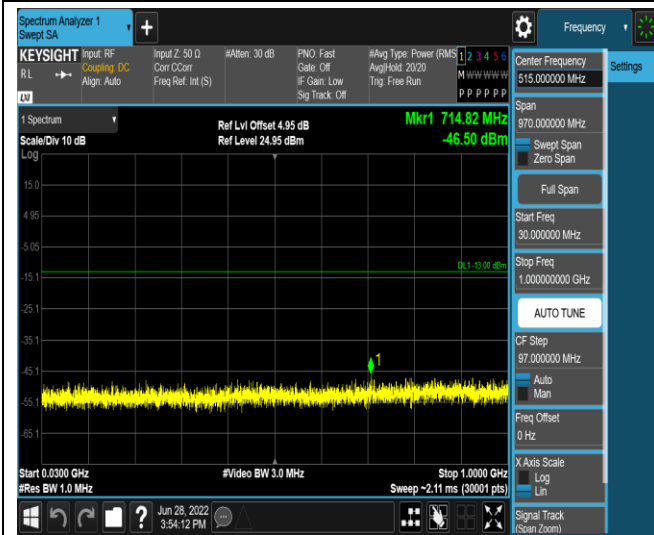 Spectrum Analyzer 1
Swept SA
+
Frequency
KEYSIGHT
RL
LXI
Input: RF
Coupling: DC
Align: Auto
Input Z: 50 Ω
Corr CCorr
Freq Ref: Int (S)
#Atten: 30 dB
PNO: Fast
Gate: Off
IF Gain: Low
Sig Track: Off
#Avg Type: Power (RMS
Avg|Hold: 20/20
Trig: Free Run
1 2 3 4 5 6
M W W W W W
P P P P P P
1 Spectrum
Scale/Div 10 dB
Log
Ref Lvl Offset 4.95 dB
Ref Level 24.95 dBm
Mkr1 714.82 MHz
-46.50 dBm
15.0
4.95
-5.05
DL1 -13.00 dBm
-15.1
-25.1
-35.1
1
-45.1
-55.1
-65.1
Start 0.0300 GHz
#Res BW 1.0 MHz
#Video BW 3.0 MHz
Stop 1.0000 GHz
Sweep ~2.11 ms (30001 pts)
?
Jun 28, 2022
3:54:12 PM
Center Frequency
515.000000 MHz
Span
970.000000 MHz
Swept Span
Zero Span
Full Span
Start Freq
30.000000 MHz
Stop Freq
1.000000000 GHz
AUTO TUNE
CF Step
97.000000 MHz
Auto
Man
Freq Offset
0 Hz
X Axis Scale
Log
Lin
Signal Track
(Span Zoom)
Settings